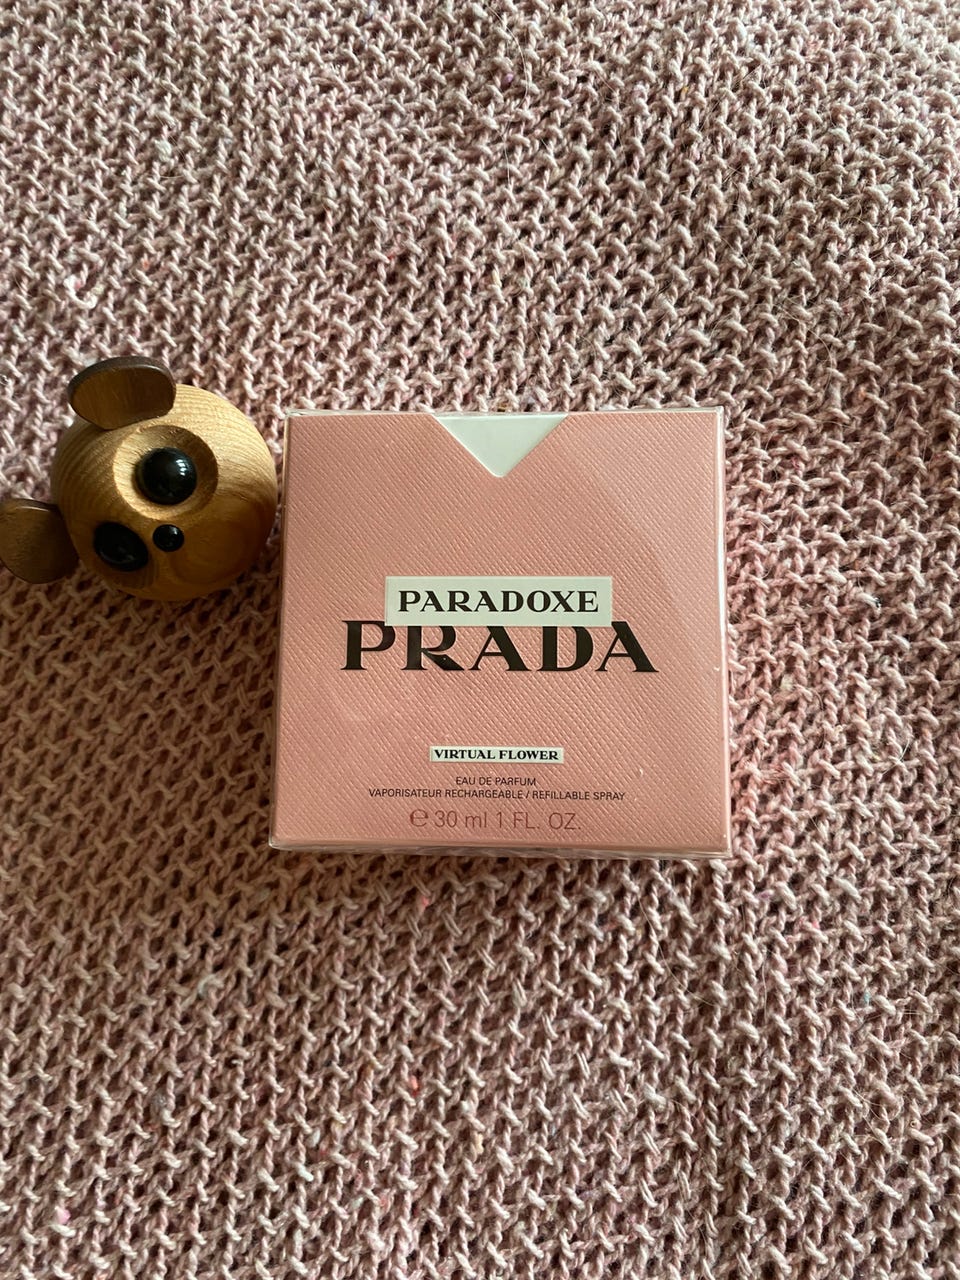 PARADOXE
PRADA
VIRTUAL FLOWER
EAU DE PARFUM
VAPORISATEUR RECHARGEABLE / REFILLABLE SPRAY
℮ 30 ml 1 FL. OZ.